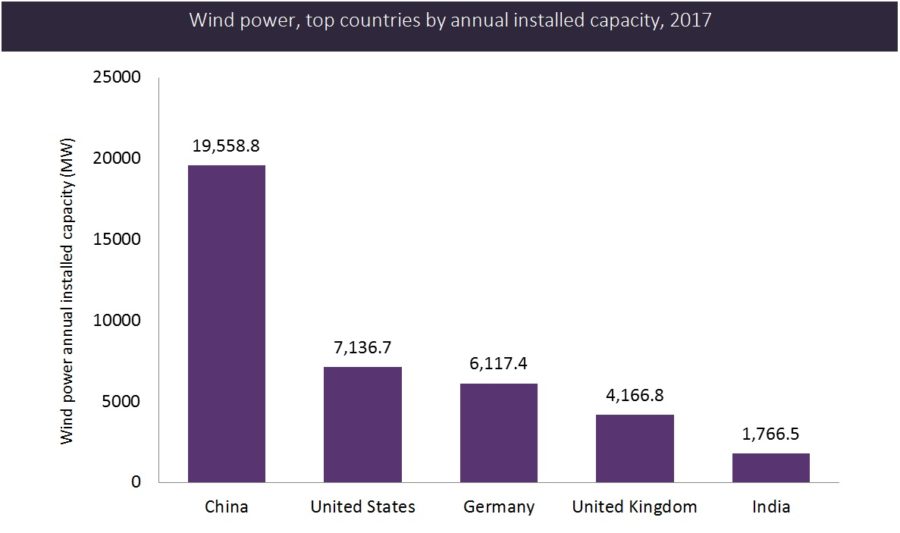 Wind power, top countries by annual installed capacity, 2017
Wind power annual installed capacity (MW)
25000
20000
15000
10000
5000
0
19,558.8
7,136.7
6,117.4
4,166.8
1,766.5
China
United States
Germany
United Kingdom
India